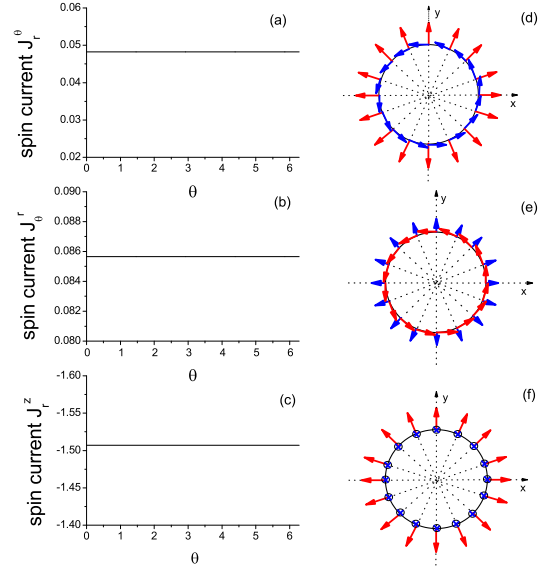 0.06
0.05
0.04
0.03
0.02
0 1 2 3 4 5 6
θ
spin current J_r^θ
(a)
(d)
y
x
0.090
0.088
0.086
0.084
0.082
0.080
0 1 2 3 4 5 6
θ
spin current J_θ^r
(b)
(e)
y
x
-1.60
-1.55
-1.50
-1.45
-1.40
0 1 2 3 4 5 6
θ
spin current J_r^z
(c)
(f)
y
x